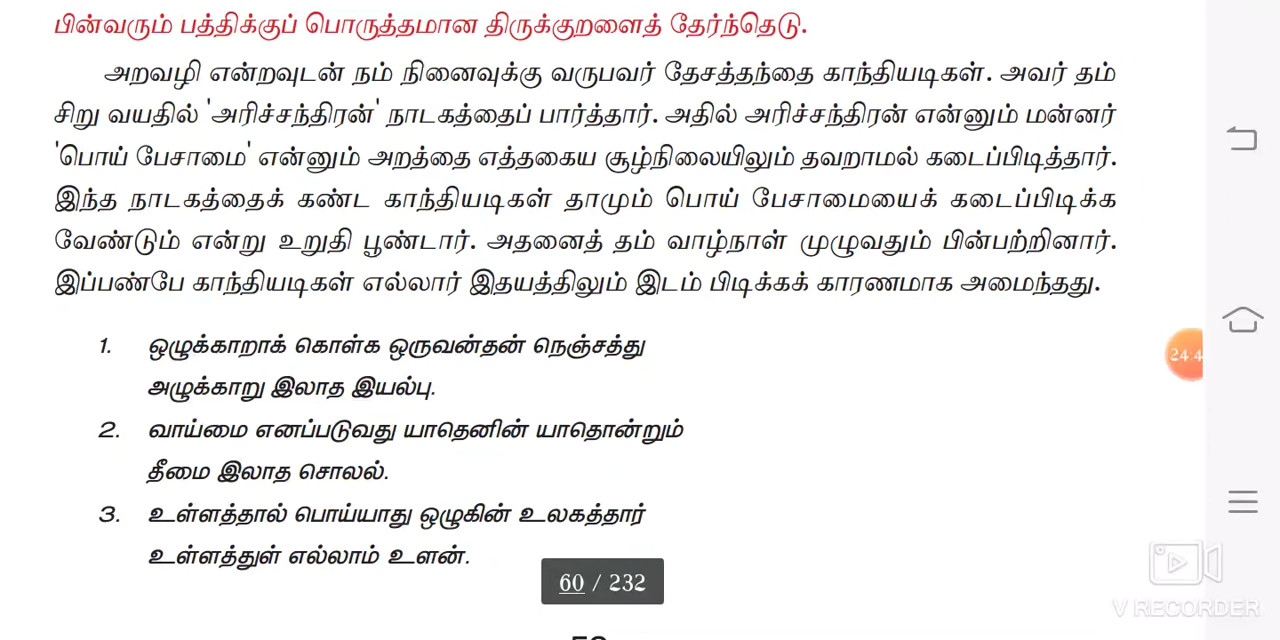 பின்வரும் பத்திக்குப் பொருத்தமான திருக்குறளைத் தேர்ந்தெடு.
அறவழி என்றவுடன் நம் நினைவுக்கு வருபவர் தேசத்தந்தை காந்தியடிகள். அவர் தம்
சிறு வயதில் 'அரிச்சந்திரன்' நாடகத்தைப் பார்த்தார். அதில் அரிச்சந்திரன் என்னும் மன்னர்
'பொய் பேசாமை' என்னும் அறத்தை எத்தகைய சூழ்நிலையிலும் தவறாமல் கடைப்பிடித்தார்.
இந்த நாடகத்தைக் கண்ட காந்தியடிகள் தாமும் பொய் பேசாமையைக் கடைப்பிடிக்க
வேண்டும் என்று உறுதி பூண்டார். அதனைத் தம் வாழ்நாள் முழுவதும் பின்பற்றினார்.
இப்பண்பே காந்தியடிகள் எல்லார் இதயத்திலும் இடம் பிடிக்கக் காரணமாக அமைந்தது.
1. ஒழுக்காறாக் கொள்க ஒருவன்தன் நெஞ்சத்து
அழுக்காறு இலாத இயல்பு.
24:4
2. வாய்மை எனப்படுவது யாதெனின் யாதொன்றும்
தீமை இலாத சொலல்.
3. உள்ளத்தால் பொய்யாது ஒழுகின் உலகத்தார்
உள்ளத்துள் எல்லாம் உளன்.
60 / 232
V RECORDER